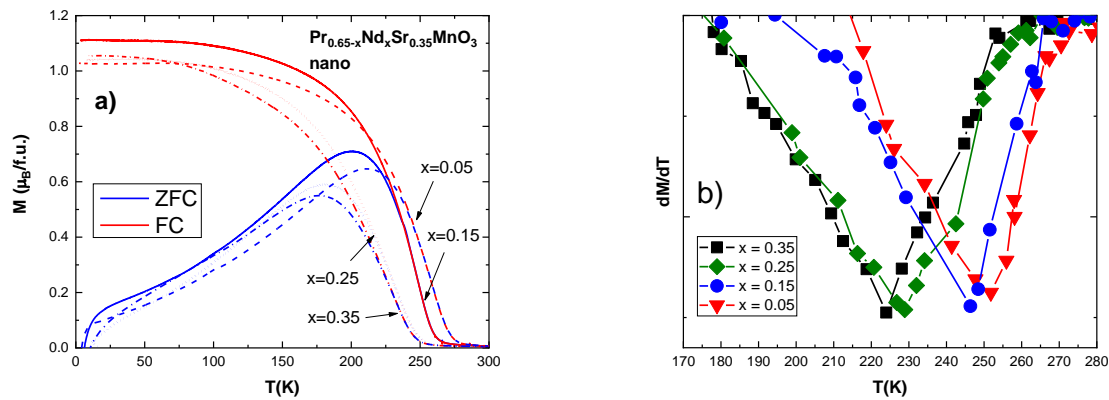 Pr0.65-xNdxSr0.35MnO3
nano
a)
ZFC
FC
x=0.05
x=0.15
x=0.25
x=0.35
M (μB/f.u.)
1.4
1.2
1.0
0.8
0.6
0.4
0.2
0.0
0 50 100 150 200 250 300
T(K)
dM/dT
b)
x = 0.35
x = 0.25
x = 0.15
x = 0.05
170 180 190 200 210 220 230 240 250 260 270 280
T(K)